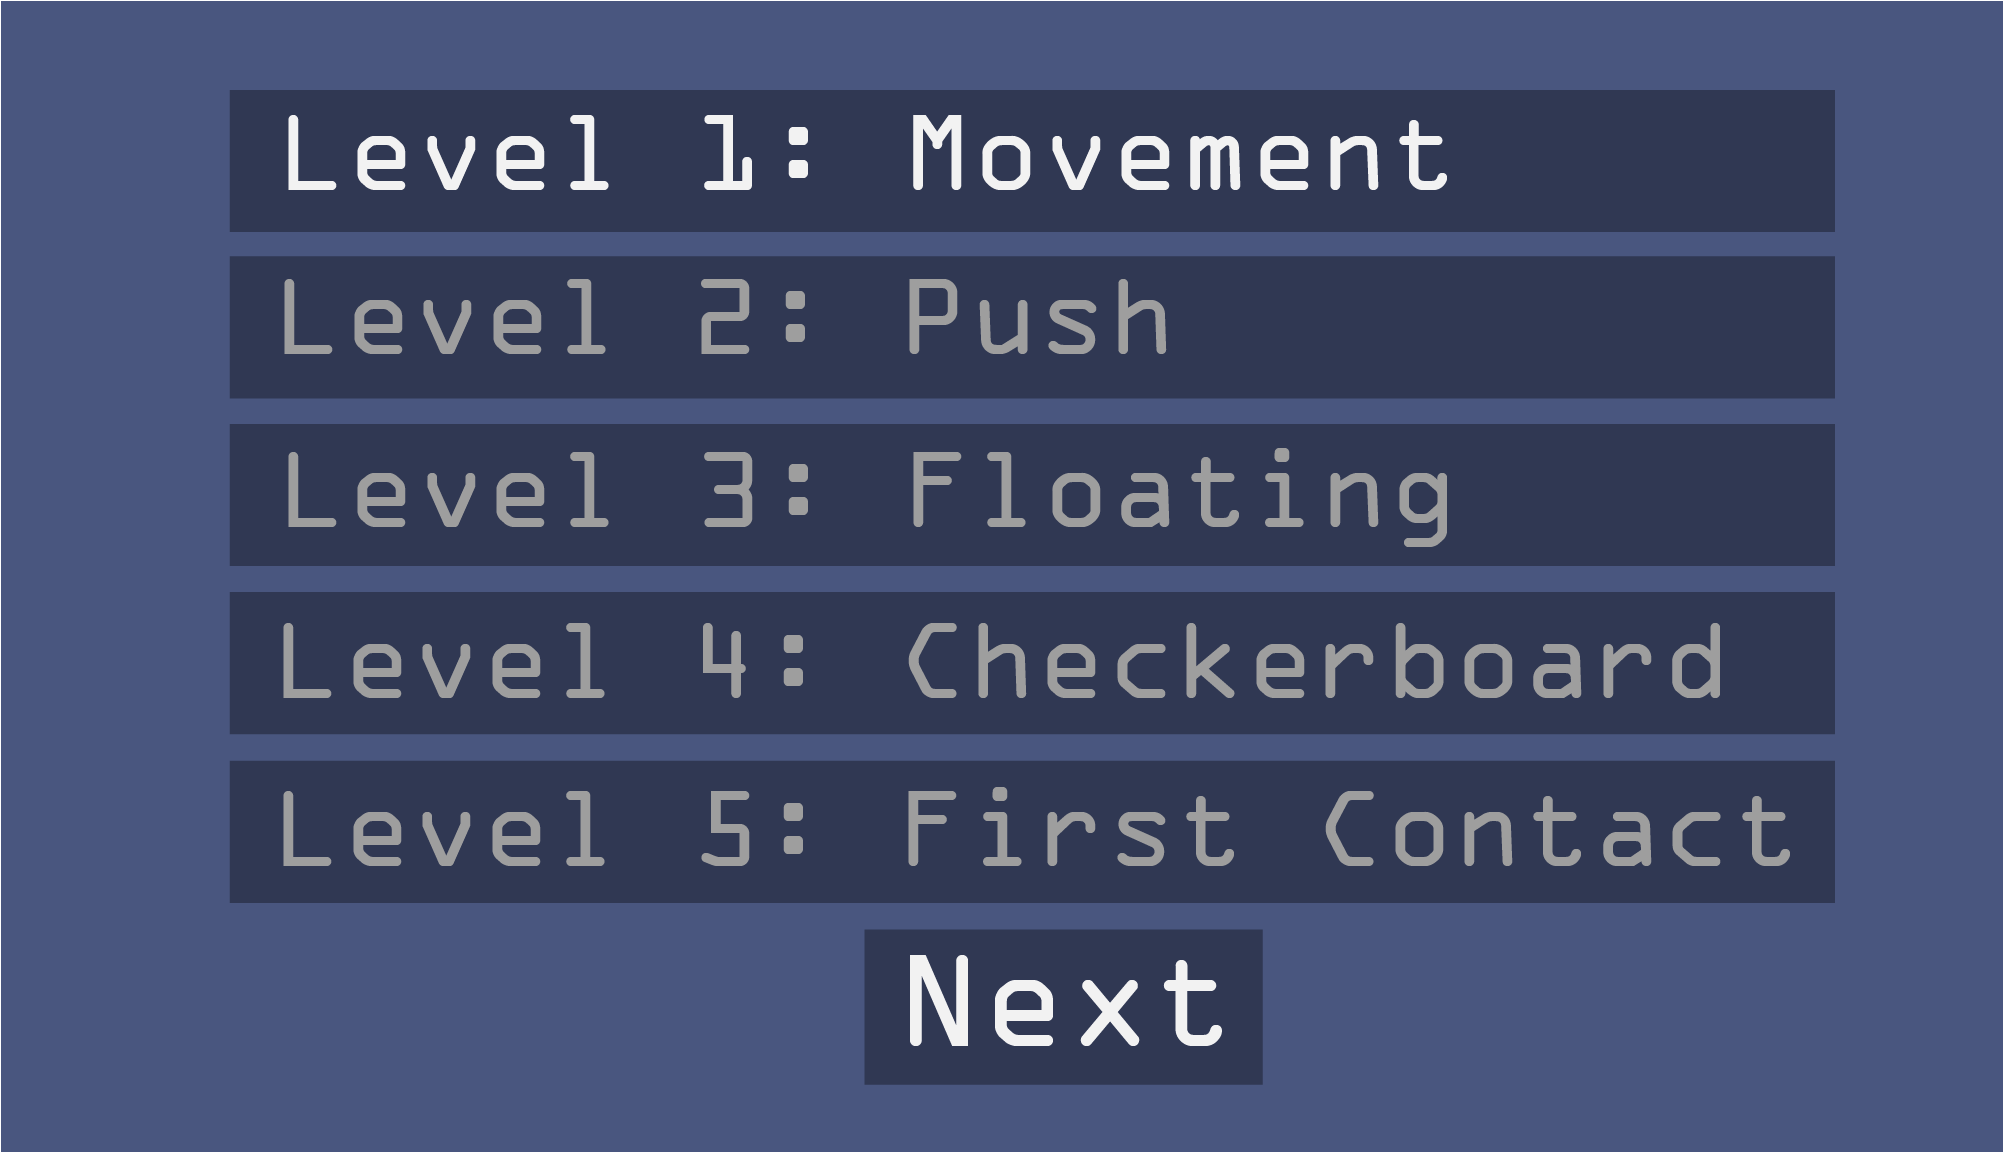 Level 1: Movement
Level 2: Push
Level 3: Floating
Level 4: Checkerboard
Level 5: First Contact
Next